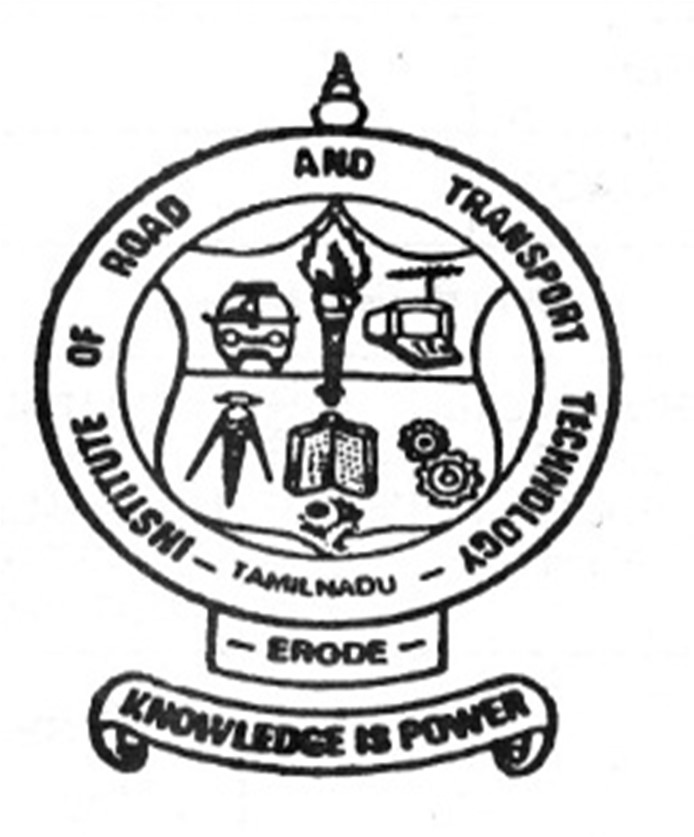 INSTITUTE OF ROAD AND TRANSPORT TECHNOLOGY
– TAMILNADU –
– ERODE –
KNOWLEDGE IS POWER